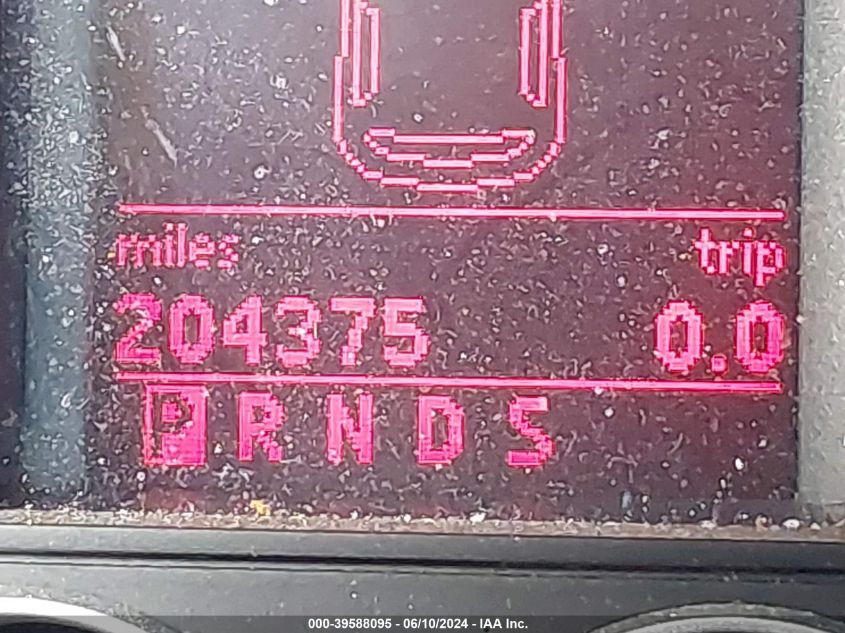 miles trip
204375 0.0
P R N D S
000-39588095 - 06/10/2024 - IAA Inc.